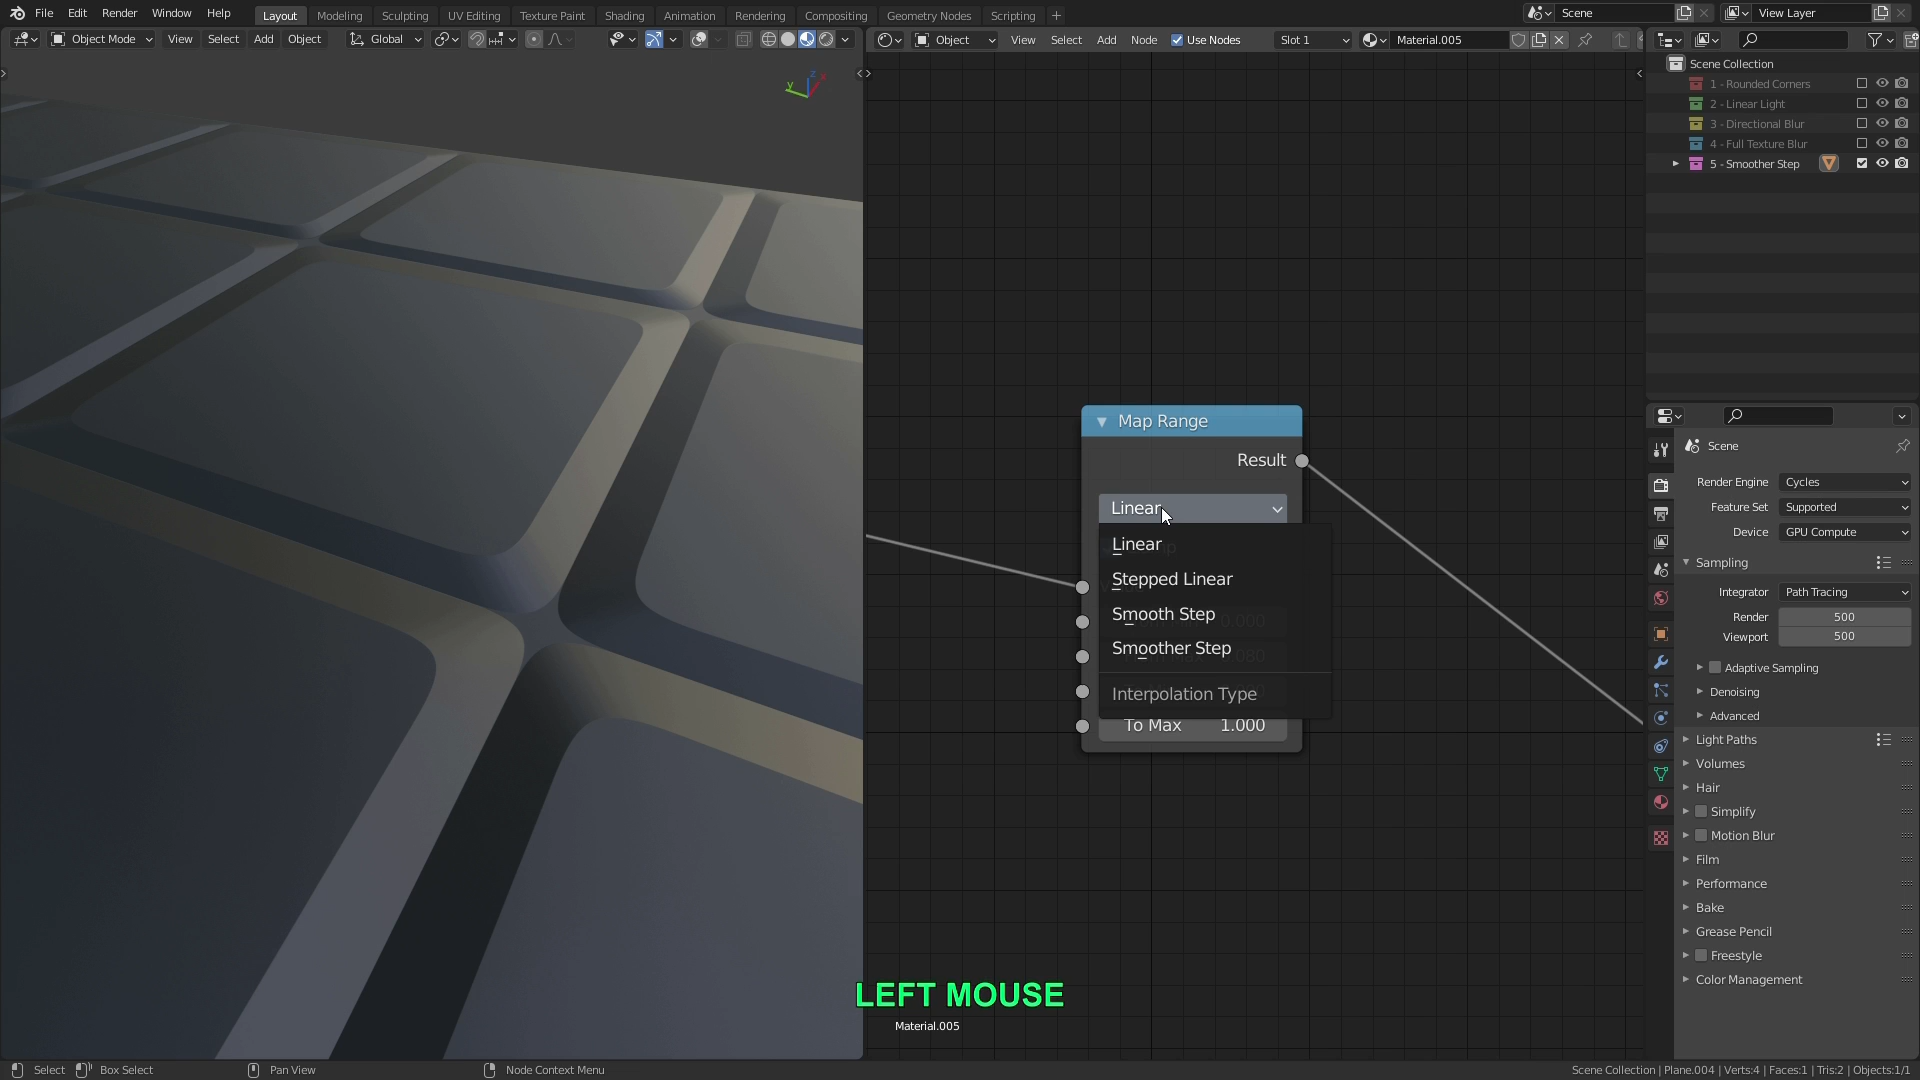 File Edit Render Window Help Layout Modeling Sculpting UV Editing Texture Paint Shading Animation Rendering Compositing Geometry Nodes Scripting + Scene View Layer
Object Mode View Select Add Object Global
Object View Select Add Node Use Nodes Slot 1 Material.005
Scene Collection
1 - Rounded Corners
2 - Linear Light
3 - Directional Blur
4 - Full Texture Blur
5 - Smoother Step
Z
Y
X
Map Range
Result
Linear
Linear
Stepped Linear
Smooth Step
0.000
Smoother Step
Interpolation Type
To Max 1.000
Scene
Render Engine Cycles
Feature Set Supported
Device GPU Compute
Sampling
Integrator Path Tracing
Render 500
Viewport 500
Adaptive Sampling
Denoising
Advanced
Light Paths
Volumes
Hair
Simplify
Motion Blur
Film
Performance
Bake
Grease Pencil
Freestyle
Color Management
LEFT MOUSE
Material.005
Select Box Select Pan View Node Context Menu
Scene Collection | Plane.004 | Verts:4 | Faces:1 | Tris:2 | Objects:1/1